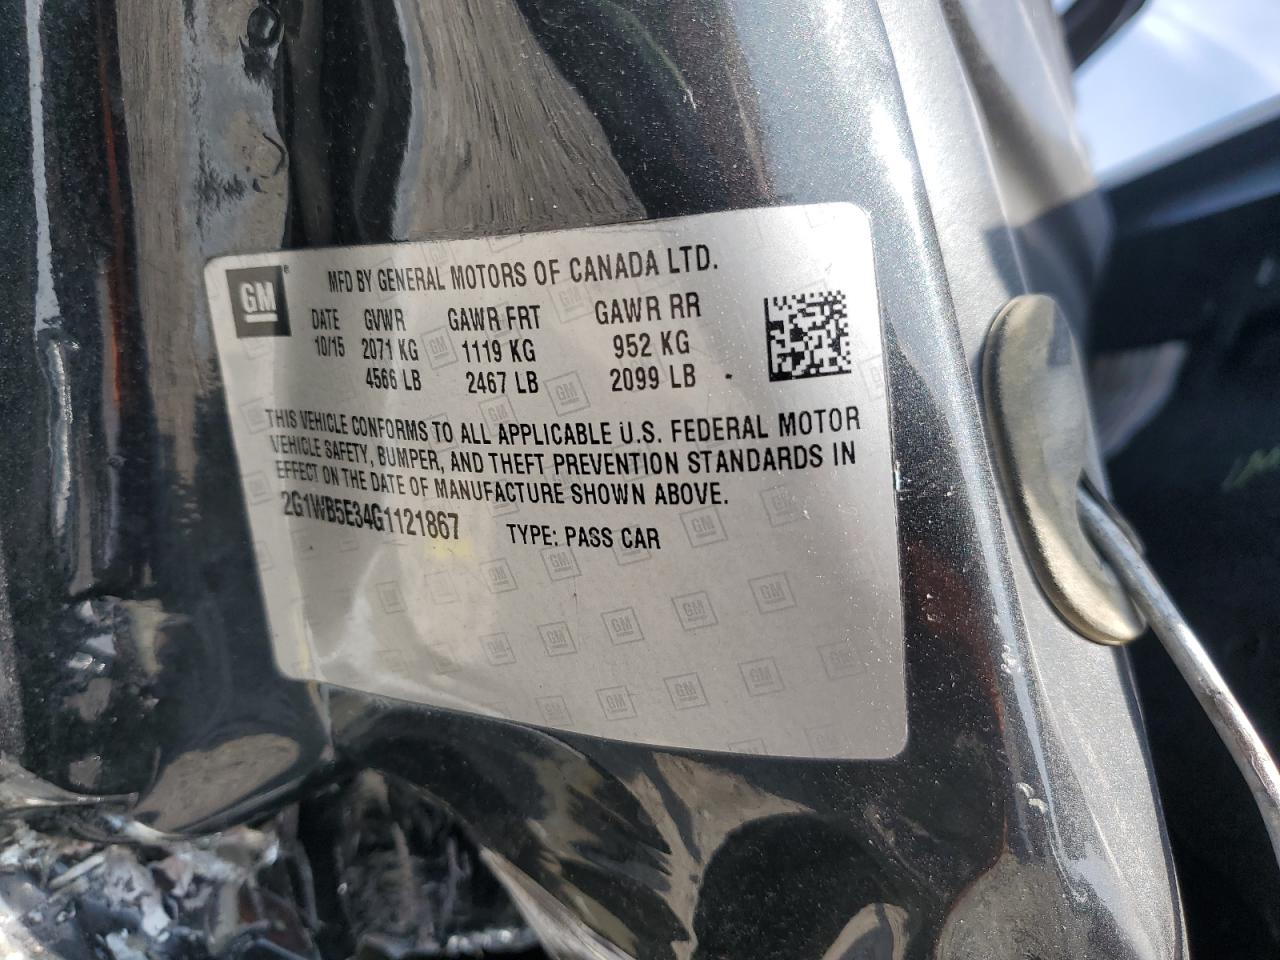 GM
MFD BY GENERAL MOTORS OF CANADA LTD.
DATE GVWR GAWR FRT GAWR RR
10/15 2071 KG 1119 KG 952 KG
4566 LB 2467 LB 2099 LB
THIS VEHICLE CONFORMS TO ALL APPLICABLE U.S. FEDERAL MOTOR
VEHICLE SAFETY, BUMPER, AND THEFT PREVENTION STANDARDS IN
EFFECT ON THE DATE OF MANUFACTURE SHOWN ABOVE.
2G1WB5E34G1121867 TYPE: PASS CAR